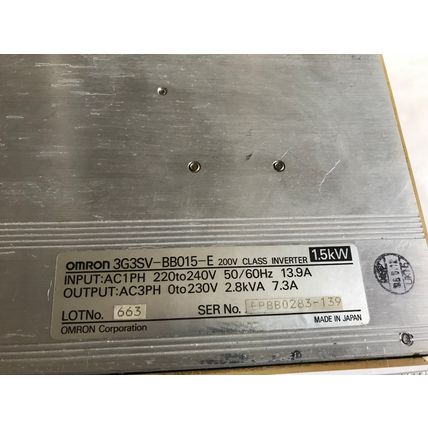 OMRON 3G3SV-BB015-E 200V CLASS INVERTER 1.5kW
INPUT:AC1PH 220to240V 50/60Hz 13.9A
OUTPUT:AC3PH 0to230V 2.8kVA 7.3A
LOTNo. 663 SER No. EPBB0283-139
OMRON Corporation MADE IN JAPAN